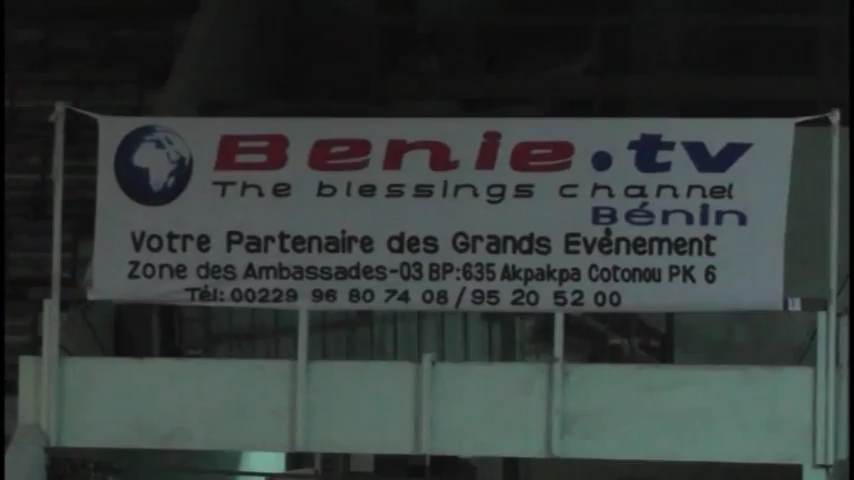 Benie.tv
The blessings channel
Bénin
Votre Partenaire des Grands Evênement
Zone des Ambassades-03 BP:635 Akpakpa Cotonou PK 6
Tél: 00229 96 80 74 08 / 95 20 52 00